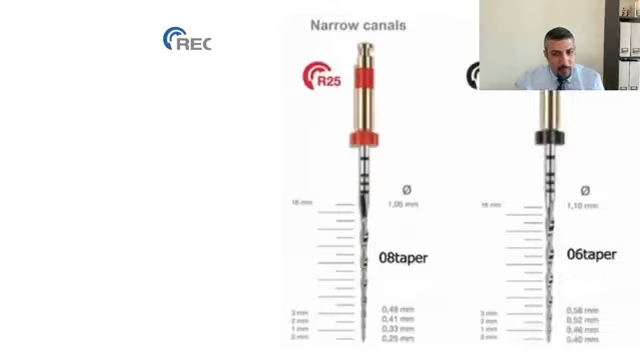 REC
Narrow canals
R25
Ø
16 mm 1,05 mm
08taper
3 mm 0,49 mm
2 mm 0,41 mm
1 mm 0,33 mm
0 mm 0,25 mm
Ø
16 mm 1,10 mm
06taper
3 mm 0,58 mm
2 mm 0,52 mm
1 mm 0,46 mm
0 mm 0,40 mm